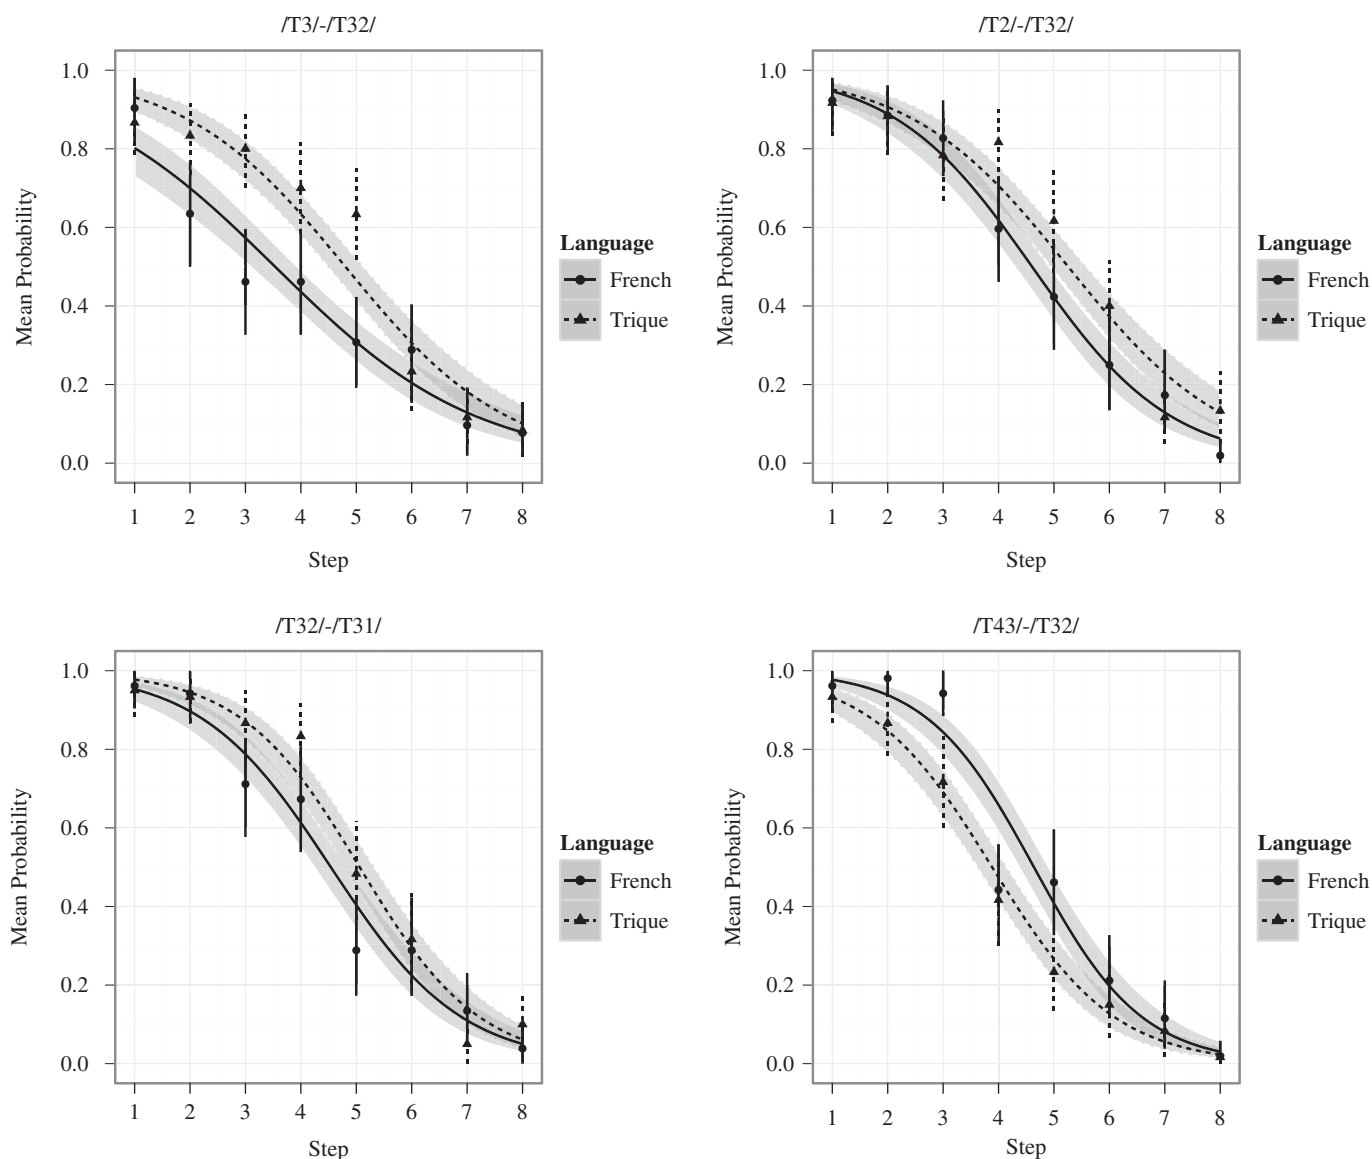 /T3/-/T32/
1.0
0.8
0.6
0.4
0.2
0.0
Mean Probability
1 2 3 4 5 6 7 8
Step
Language
French
Trique
/T2/-/T32/
1.0
0.8
0.6
0.4
0.2
0.0
Mean Probability
1 2 3 4 5 6 7 8
Step
Language
French
Trique
/T32/-/T31/
1.0
0.8
0.6
0.4
0.2
0.0
Mean Probability
1 2 3 4 5 6 7 8
Step
Language
French
Trique
/T43/-/T32/
1.0
0.8
0.6
0.4
0.2
0.0
Mean Probability
1 2 3 4 5 6 7 8
Step
Language
French
Trique